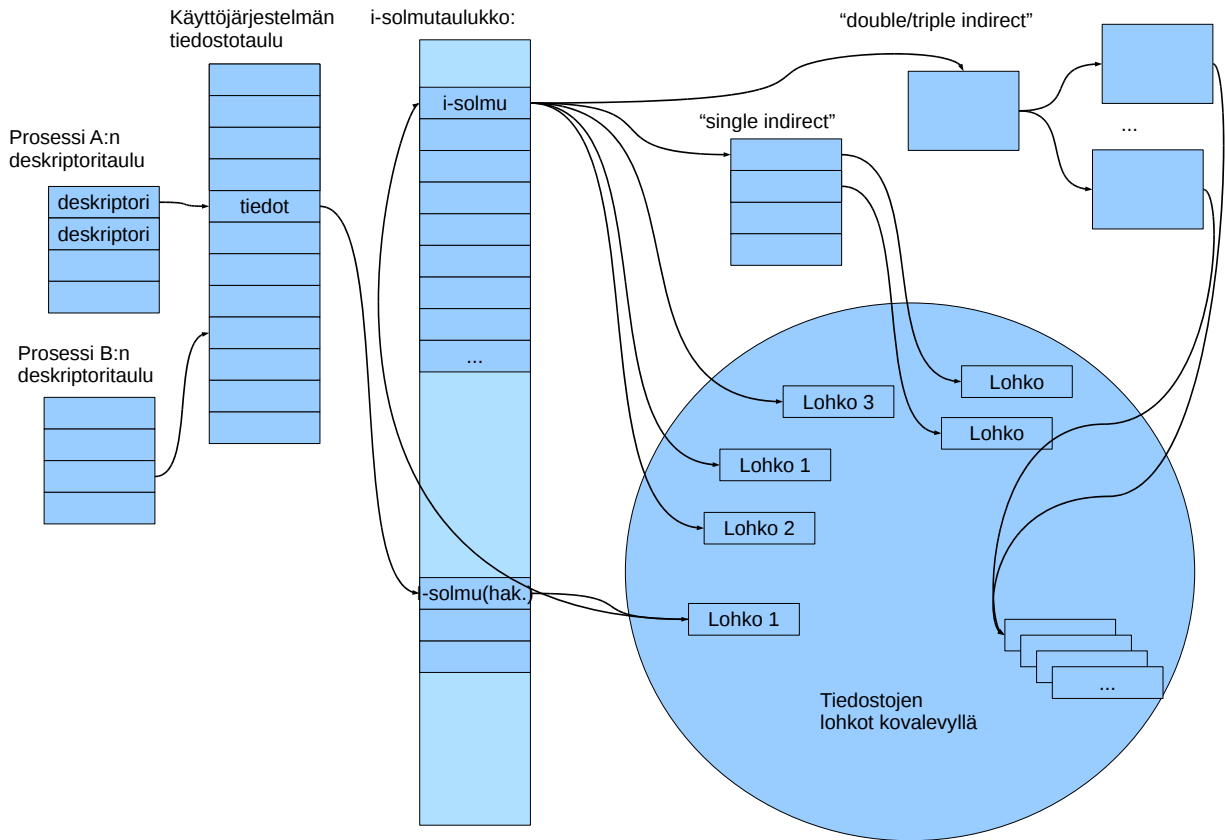 Käyttöjärjestelmän
tiedostotaulu
i-solmutaulukko:
“double/triple indirect”
i-solmu
“single indirect”
...
Prosessi A:n
deskriptoritaulu
deskriptori
deskriptori
tiedot
Prosessi B:n
deskriptoritaulu
...
Lohko
Lohko 3
Lohko
Lohko 1
Lohko 2
I-solmu(hak.)
Lohko 1
...
Tiedostojen
lohkot kovalevyllä